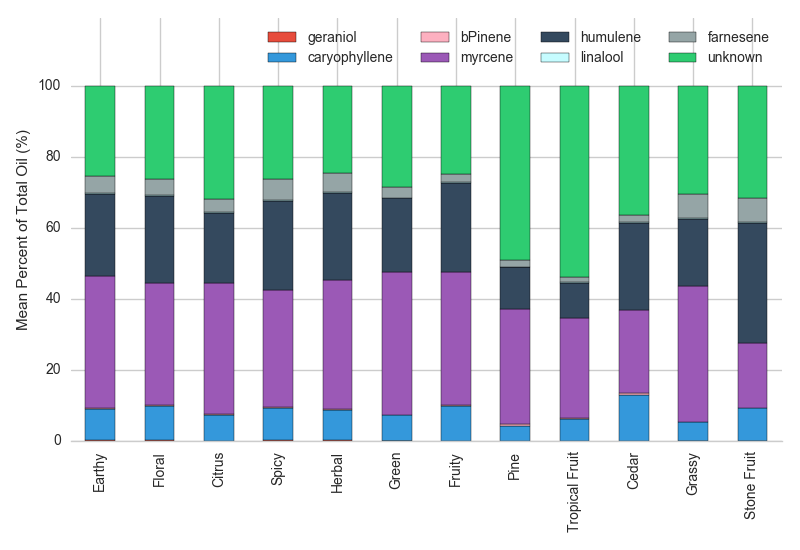 geraniol bPinene humulene farnesene
caryophyllene myrcene linalool unknown
Mean Percent of Total Oil (%)
100
80
60
40
20
0
Earthy
Floral
Citrus
Spicy
Herbal
Green
Fruity
Pine
Tropical Fruit
Cedar
Grassy
Stone Fruit